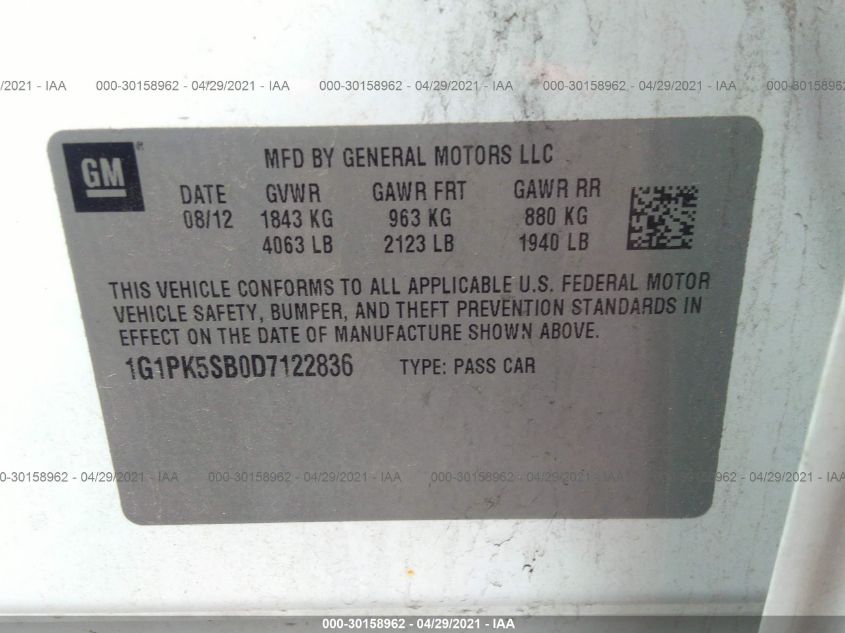 /2021 - IAA 000-30158962 - 04/29/2021 - IAA 000-30158962 - 04/29/2021 - IAA 000-30158962 - 04/29/2021 - IAA
GM MFD BY GENERAL MOTORS LLC
DATE GVWR GAWR FRT GAWR RR
08/12 1843 KG 963 KG 880 KG
4063 LB 2123 LB 1940 LB
THIS VEHICLE CONFORMS TO ALL APPLICABLE U.S. FEDERAL MOTOR
VEHICLE SAFETY, BUMPER, AND THEFT PREVENTION STANDARDS IN
EFFECT ON THE DATE OF MANUFACTURE SHOWN ABOVE.
1G1PK5SB0D7122836 TYPE: PASS CAR
0-30158962 - 04/29/2021 - IAA 000-30158962 - 04/29/2021 - IAA 000-30158962 - 04/29/2021 - IAA 000-30158962
000-30158962 - 04/29/2021 - IAA